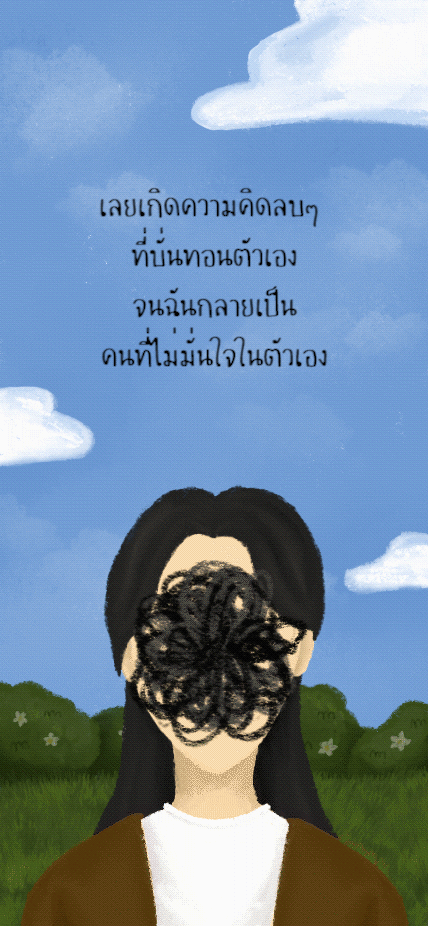 เลยเกิดความคิดลบๆ
ที่บั่นทอนตัวเอง
จนฉันกลายเป็น
คนที่ไม่มั่นใจในตัวเอง